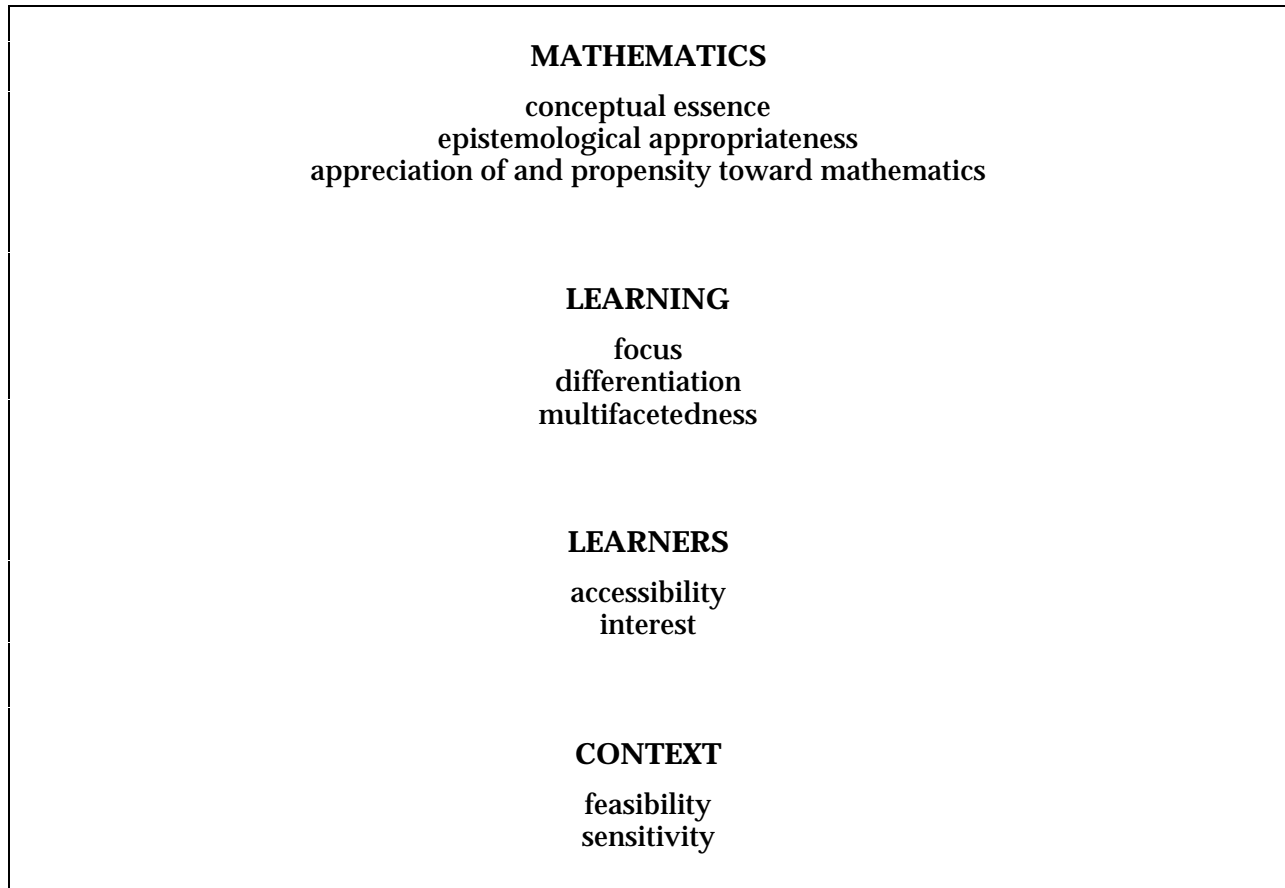 MATHEMATICS
conceptual essence
epistemological appropriateness
appreciation of and propensity toward mathematics
LEARNING
focus
differentiation
multifacetedness
LEARNERS
accessibility
interest
CONTEXT
feasibility
sensitivity